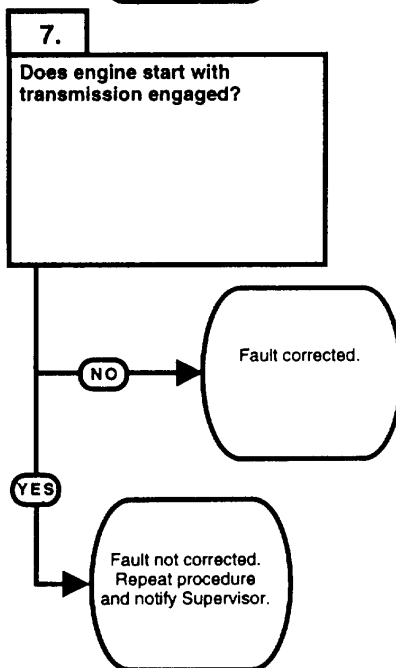 7.
Does engine start with
transmission engaged?
NO
Fault corrected.
YES
Fault not corrected.
Repeat procedure
and notify Supervisor.